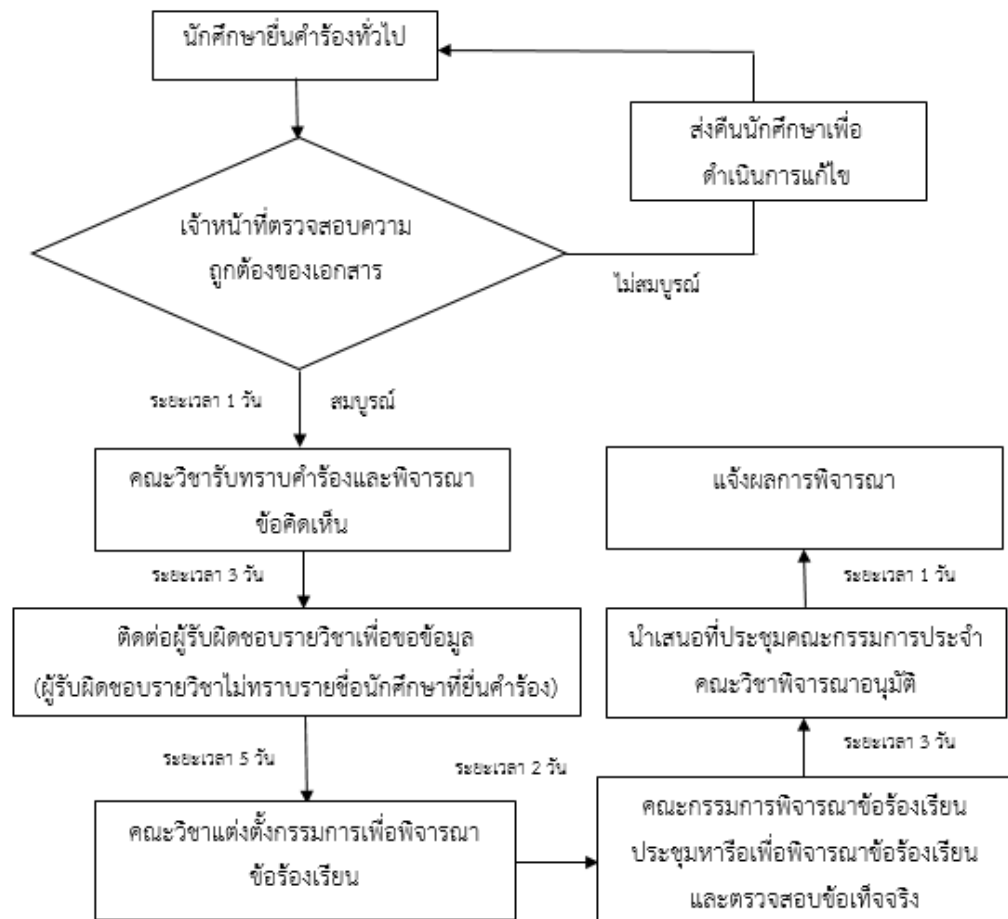 นักศึกษายื่นคำร้องทั่วไป
ส่งคืนนักศึกษาเพื่อ
ดำเนินการแก้ไข
เจ้าหน้าที่ตรวจสอบความ
ถูกต้องของเอกสาร
ไม่สมบูรณ์
ระยะเวลา 1 วัน
สมบูรณ์
คณะวิชารับทราบคำร้องและพิจารณา
ข้อคิดเห็น
ระยะเวลา 3 วัน
ติดต่อผู้รับผิดชอบรายวิชาเพื่อขอข้อมูล
(ผู้รับผิดชอบรายวิชาไม่ทราบรายชื่อนักศึกษาที่ยื่นคำร้อง)
ระยะเวลา 5 วัน
คณะวิชาแต่งตั้งกรรมการเพื่อพิจารณา
ข้อร้องเรียน
ระยะเวลา 2 วัน
คณะกรรมการพิจารณาข้อร้องเรียน
ประชุมหารือเพื่อพิจารณาข้อร้องเรียน
และตรวจสอบข้อเท็จจริง
ระยะเวลา 3 วัน
นำเสนอที่ประชุมคณะกรรมการประจำ
คณะวิชาพิจารณาอนุมัติ
ระยะเวลา 1 วัน
แจ้งผลการพิจารณา